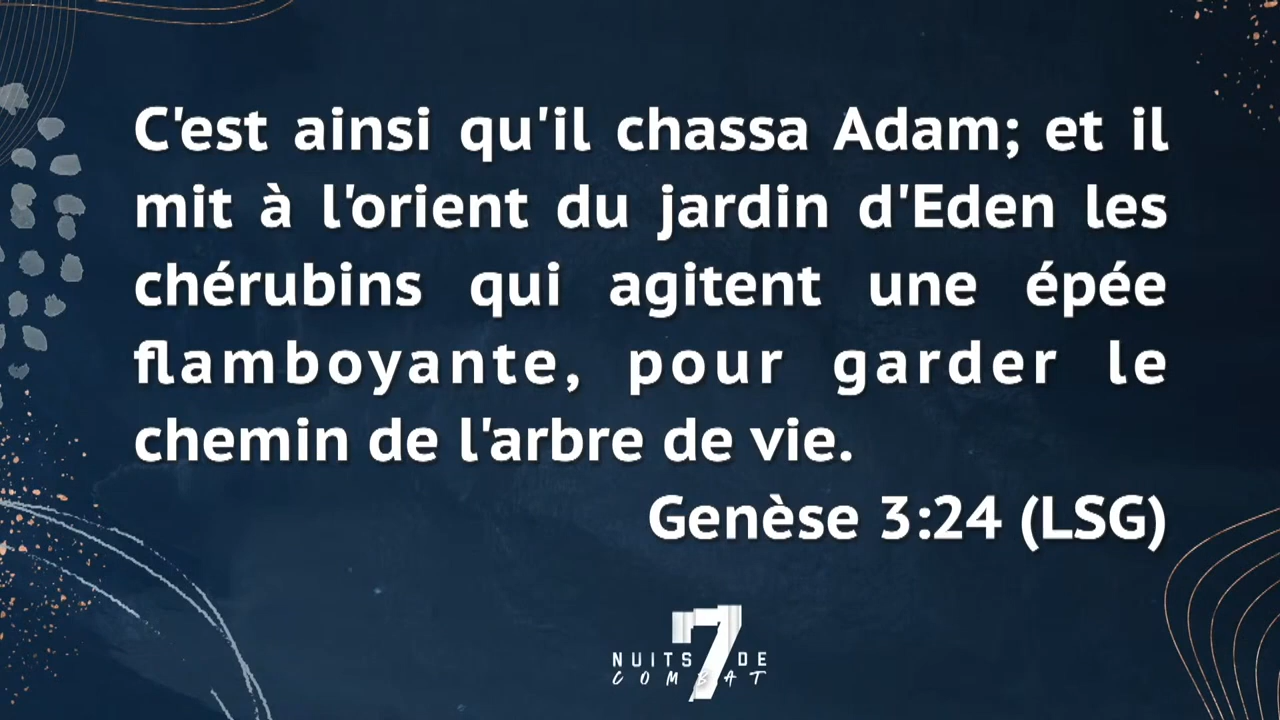 C'est ainsi qu'il chassa Adam; et il
mit à l'orient du jardin d'Eden les
chérubins qui agitent une épée
flamboyante, pour garder le
chemin de l'arbre de vie.
Genèse 3:24 (LSG)
7
NUITS DE
COMBAT